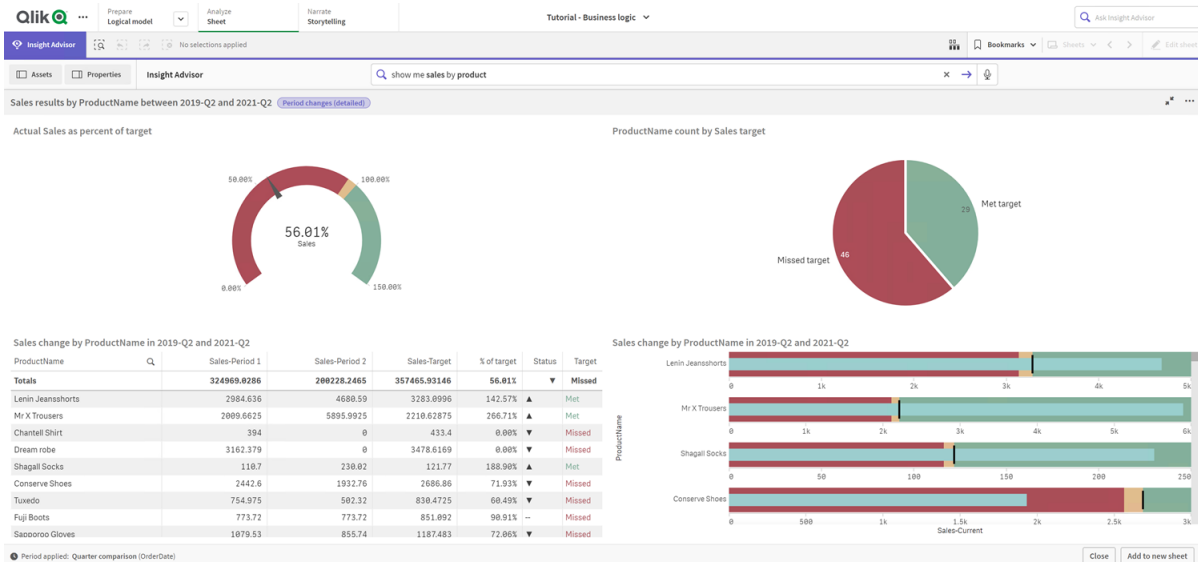 Qlik ... Prepare Logical model Analyze Sheet Narrate Storytelling Tutorial - Business logic Ask Insight Advisor
Insight Advisor No selections applied Bookmarks Sheets Edit sheet
Assets Properties Insight Advisor show me sales by product
Sales results by ProductName between 2019-Q2 and 2021-Q2 Period changes (detailed) ...
Actual Sales as percent of target
50.00% 100.00%
56.01%
Sales
0.00% 150.00%
ProductName count by Sales target
29 Met target
Missed target 46
Sales change by ProductName in 2019-Q2 and 2021-Q2
ProductName Sales-Period 1 Sales-Period 2 Sales-Target % of target Status Target
Totals 324969.0286 200228.2465 357465.93146 56.01% ▼ Missed
Lenin Jeansshorts 2984.636 4680.59 3283.0996 142.57% ▲ Met
Mr X Trousers 2009.6625 5895.9925 2210.62875 266.71% ▲ Met
Chantell Shirt 394 0 433.4 0.00% ▼ Missed
Dream robe 3162.379 0 3478.6169 0.00% ▼ Missed
Shagall Socks 110.7 230.02 121.77 188.90% ▲ Met
Conserve Shoes 2442.6 1932.76 2686.86 71.93% ▼ Missed
Tuxedo 754.975 502.32 830.4725 60.49% ▼ Missed
Fuji Boots 773.72 773.72 851.092 90.91% -- Missed
Sapporoo Gloves 1079.53 855.74 1187.483 72.06% ▼ Missed
Sales change by ProductName in 2019-Q2 and 2021-Q2
ProductName
Lenin Jeansshorts
0 1k 2k 3k 4k 5k
Mr X Trousers
0 1k 2k 3k 4k 5k 6k
Shagall Socks
0 50 100 150 200 250
Conserve Shoes
0 500 1k 1.5k 2k 2.5k 3k
Sales-Current
Period applied: Quarter comparison (OrderDate) Close Add to new sheet